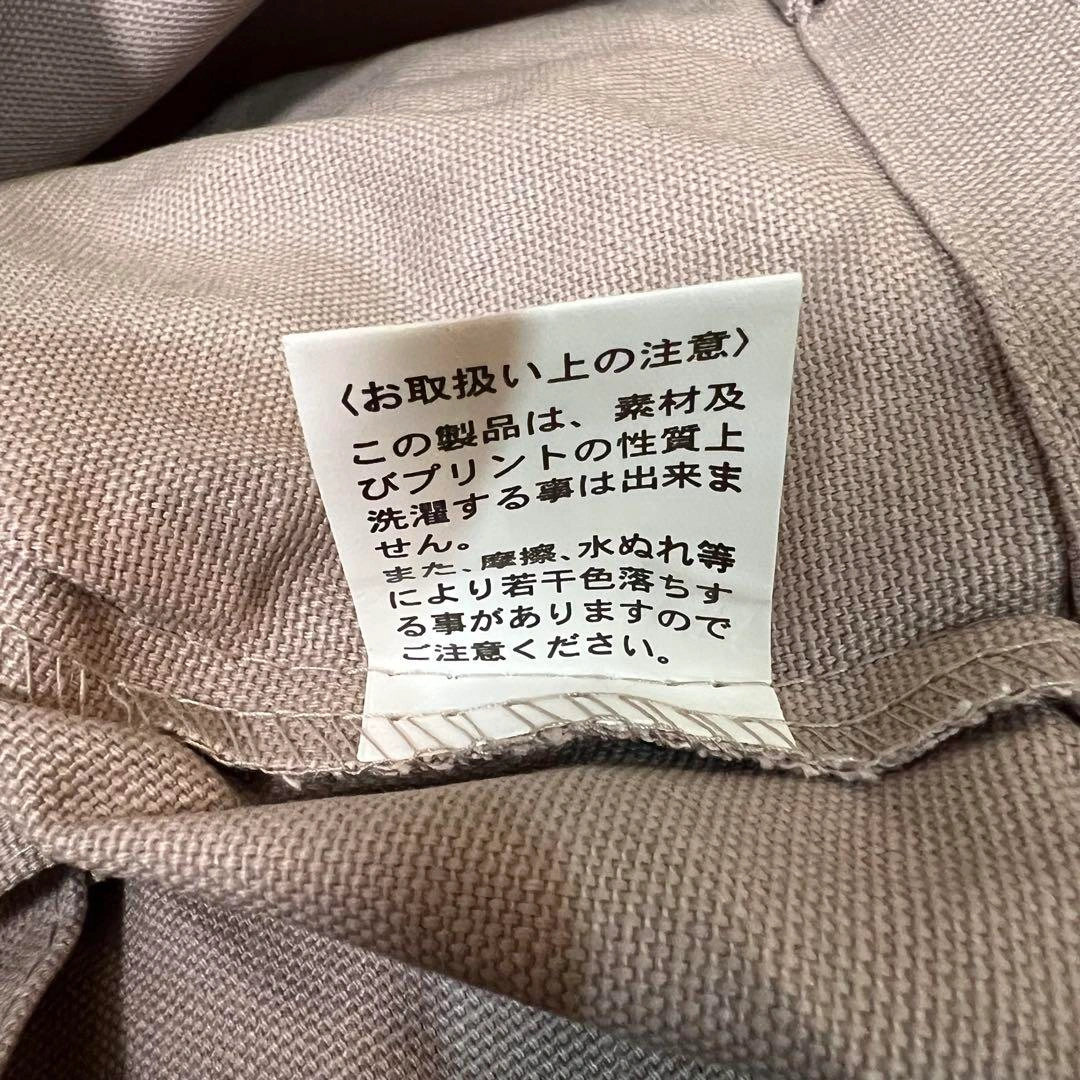 〈お取扱い上の注意〉
この製品は、素材及
びプリントの性質上
洗濯する事は出来ま
せん。
また、摩擦、水ぬれ等
により若干色落ちす
る事がありますので
ご注意ください。